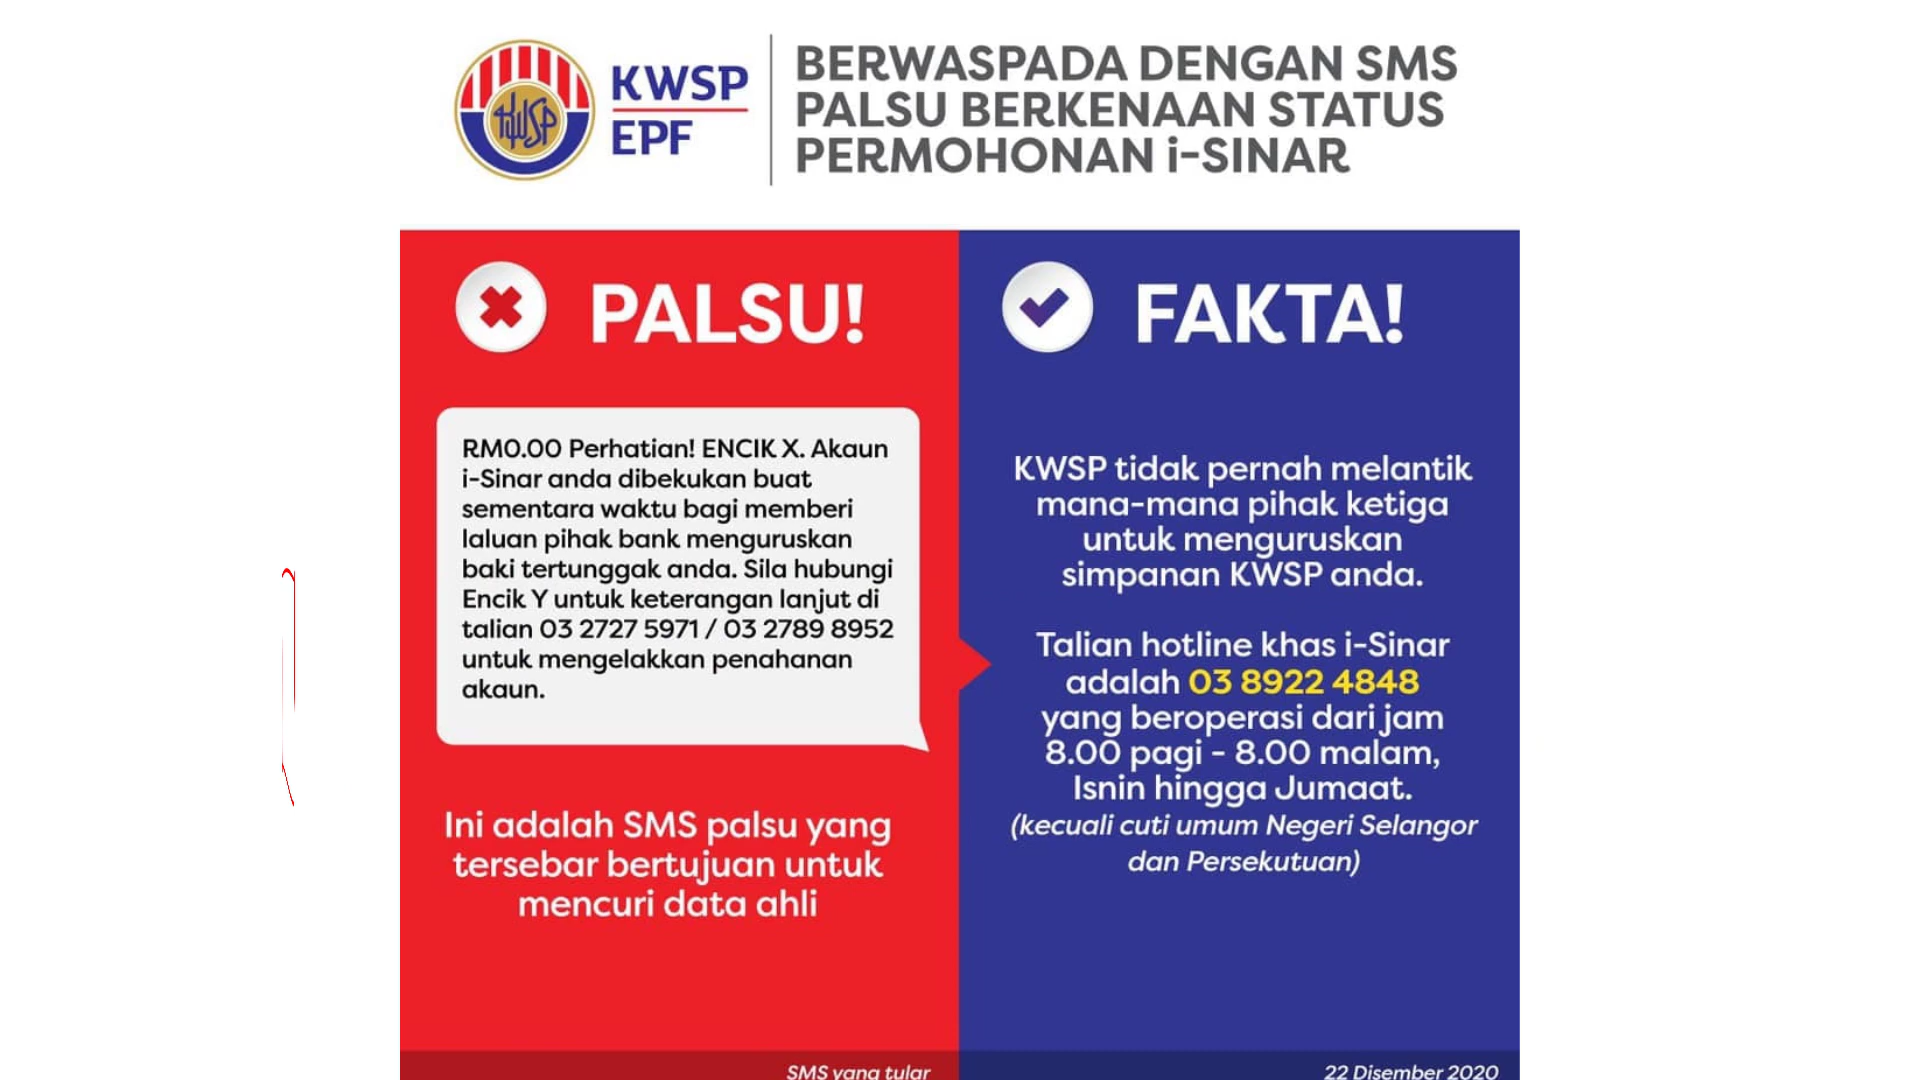 KWSP
EPF
BERWASPADA DENGAN SMS
PALSU BERKENAAN STATUS
PERMOHONAN i-SINAR
PALSU!
RM0.00 Perhatian! ENCIK X. Akaun
i-Sinar anda dibekukan buat
sementara waktu bagi memberi
laluan pihak bank menguruskan
baki tertunggak anda. Sila hubungi
Encik Y untuk keterangan lanjut di
talian 03 2727 5971 / 03 2789 8952
untuk mengelakkan penahanan
akaun.
Ini adalah SMS palsu yang
tersebar bertujuan untuk
mencuri data ahli
SMS yang tular
FAKTA!
KWSP tidak pernah melantik
mana-mana pihak ketiga
untuk menguruskan
simpanan KWSP anda.
Talian hotline khas i-Sinar
adalah 03 8922 4848
yang beroperasi dari jam
8.00 pagi - 8.00 malam,
Isnin hingga Jumaat.
(kecuali cuti umum Negeri Selangor
dan Persekutuan)
22 Disember 2020